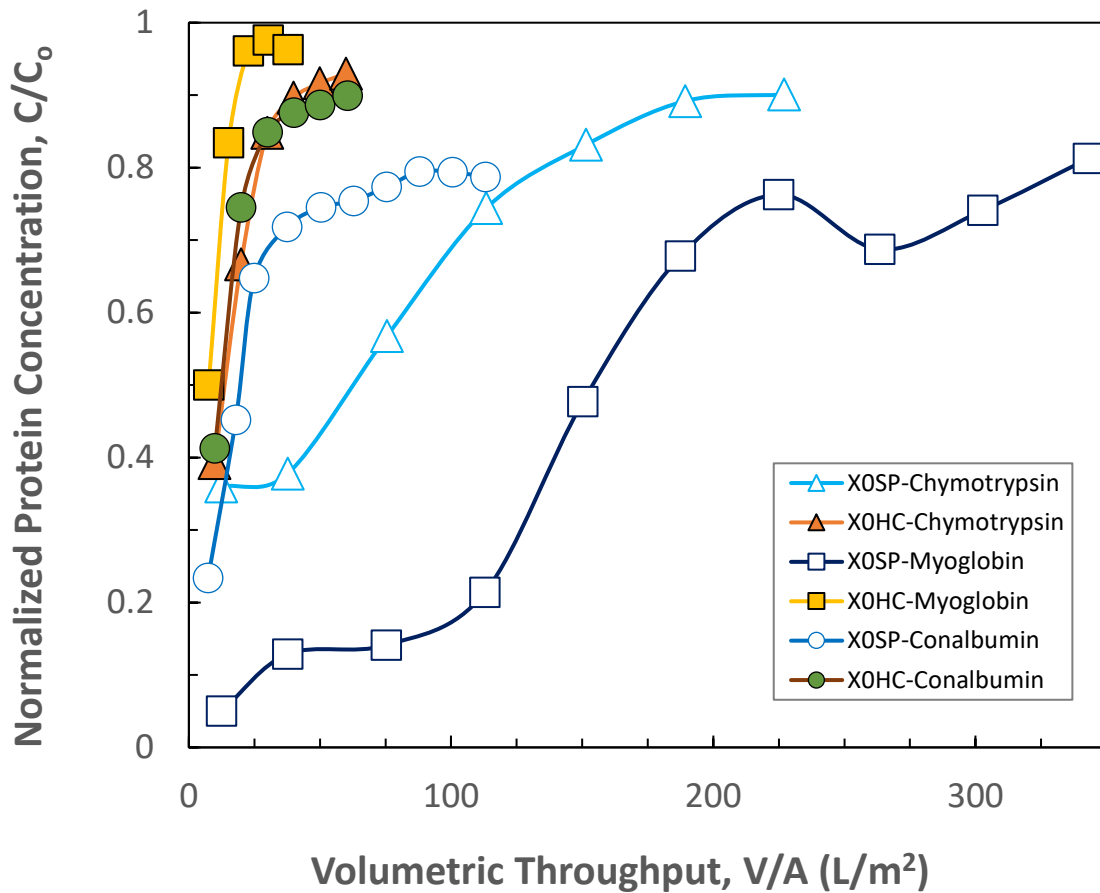 Normalized Protein Concentration, C/Co
1
0.8
0.6
0.4
0.2
0
0
100
200
300
Volumetric Throughput, V/A (L/m²)
X0SP-Chymotrypsin
X0HC-Chymotrypsin
X0SP-Myoglobin
X0HC-Myoglobin
X0SP-Conalbumin
X0HC-Conalbumin